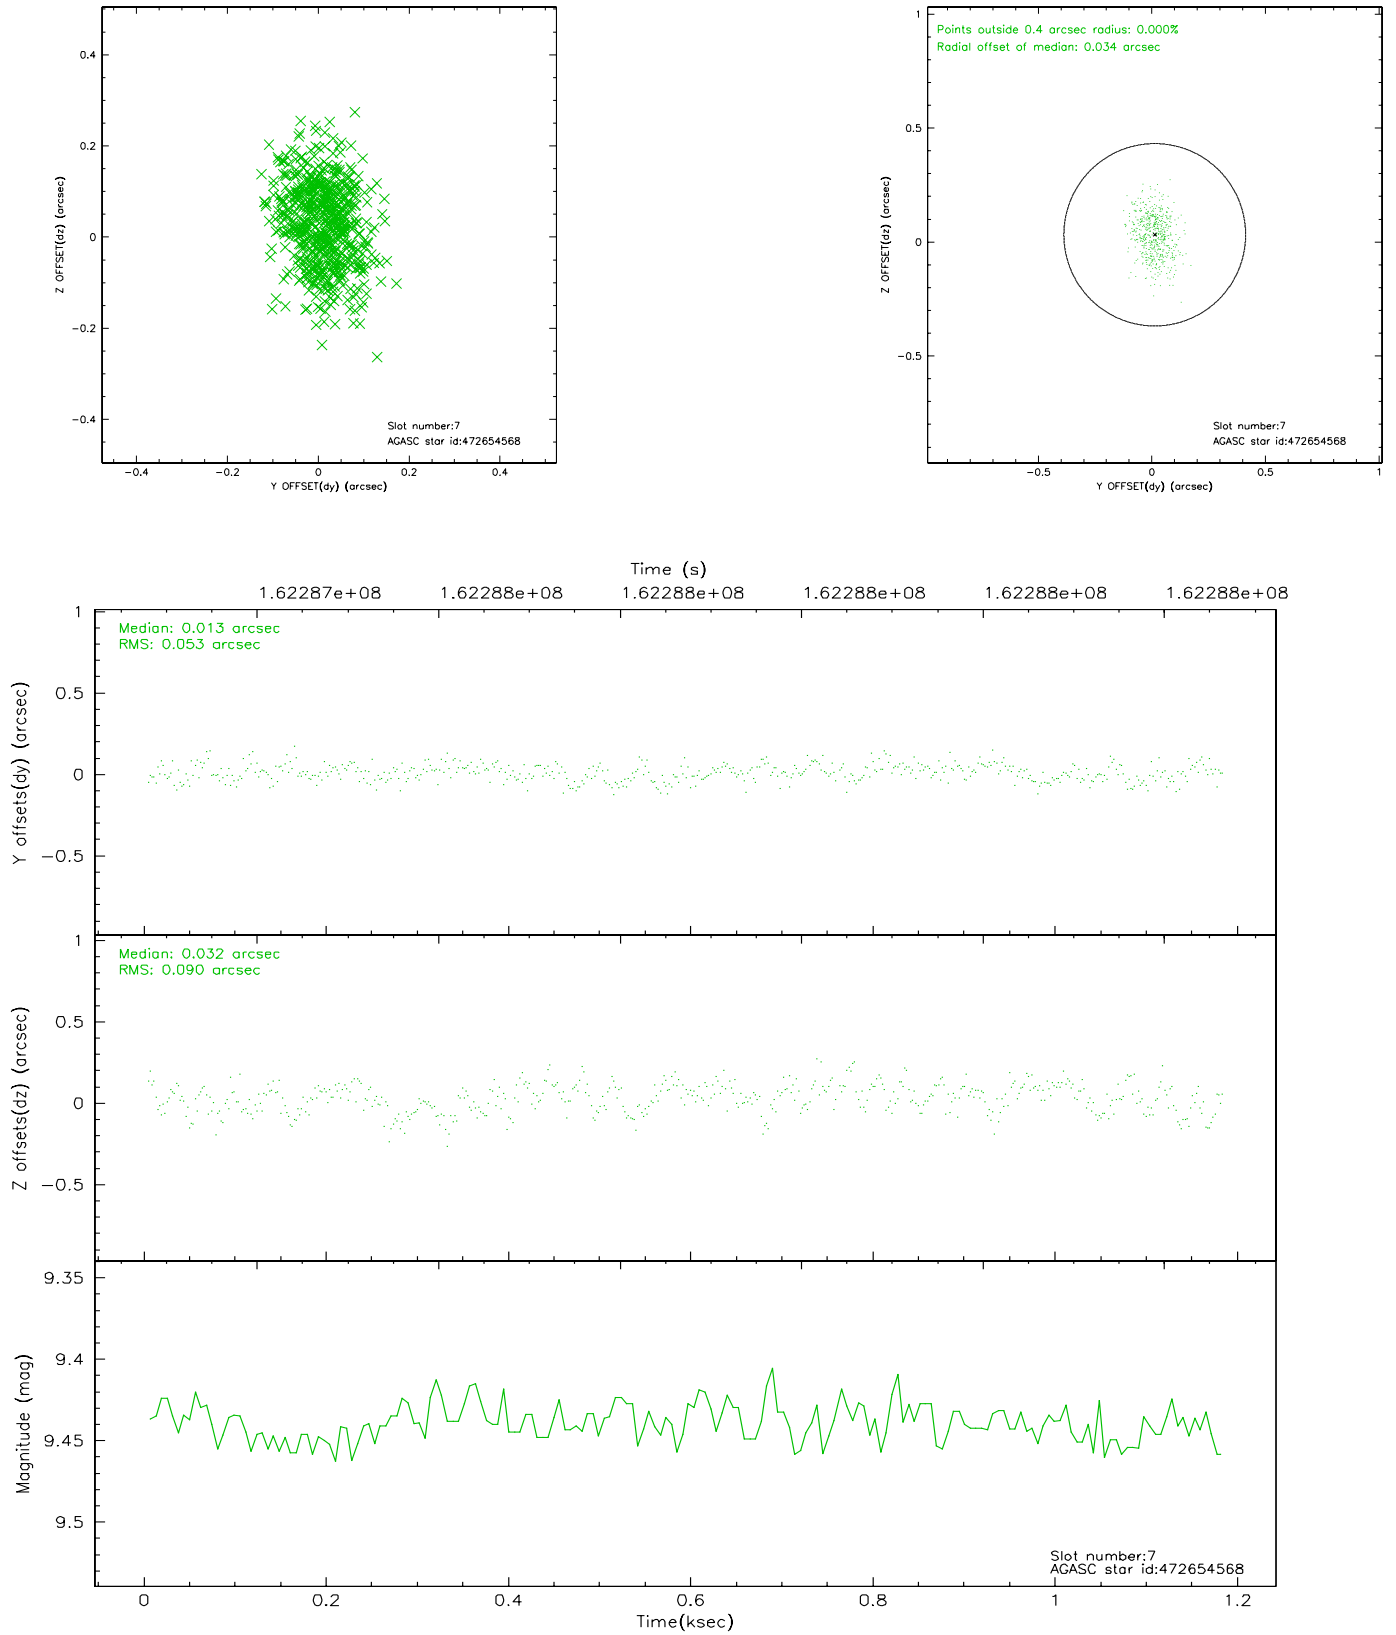 0.4
0.2
0
−0.2
−0.4
Z OFFSET(dz) (arcsec)
Slot number:7
AGASC star id:472654568
−0.4 −0.2 0 0.2 0.4
Y OFFSET(dy) (arcsec)
Points outside 0.4 arcsec radius: 0.000%
Radial offset of median: 0.034 arcsec
1
0.5
0
−0.5
Z OFFSET(dz) (arcsec)
Slot number:7
AGASC star id:472654568
−0.5 0 0.5 1
Y OFFSET(dy) (arcsec)
Time (s)
1.62287e+08 1.62288e+08 1.62288e+08 1.62288e+08 1.62288e+08 1.62288e+08
Median: 0.013 arcsec
RMS: 0.053 arcsec
1
0.5
0
−0.5
Y offsets(dy) (arcsec)
Median: 0.032 arcsec
RMS: 0.090 arcsec
1
0.5
0
−0.5
Z offsets(dz) (arcsec)
9.35
9.4
9.45
9.5
Magnitude (mag)
Slot number:7
AGASC star id:472654568
0 0.2 0.4 0.6 0.8 1 1.2
Time(ksec)